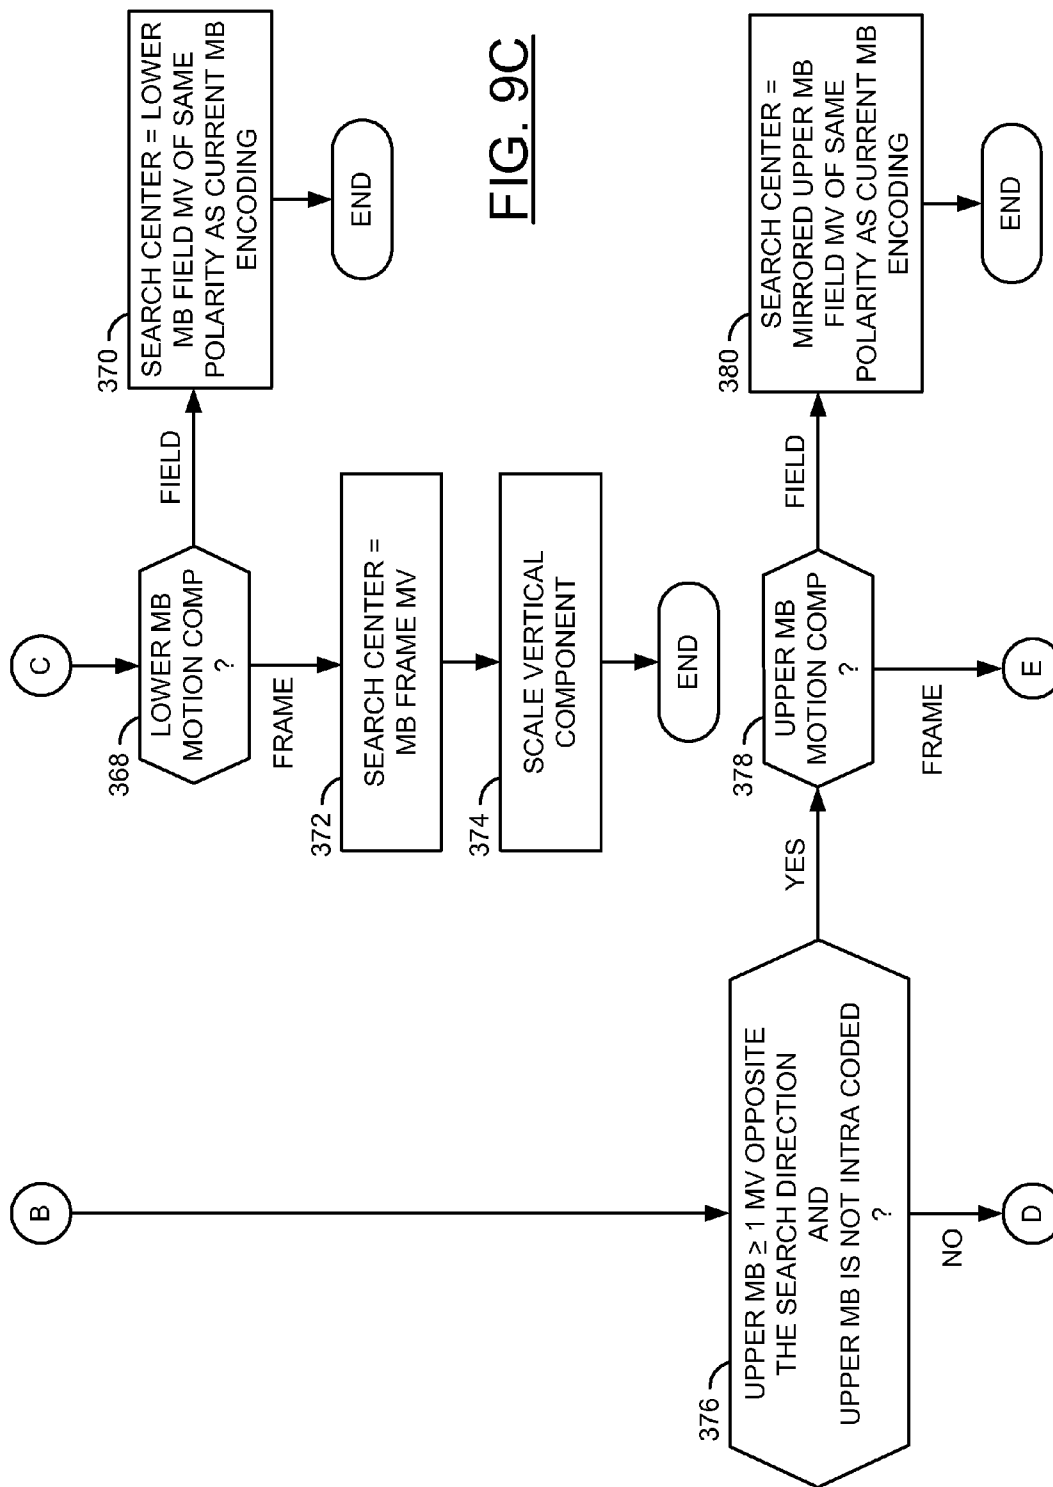 B
376
UPPER MB ≥ 1 MV OPPOSITE
THE SEARCH DIRECTION
AND
UPPER MB IS NOT INTRA CODED
?
NO
D
YES
C
368
LOWER MB
MOTION COMP
?
FRAME
FIELD
370
SEARCH CENTER = LOWER
MB FIELD MV OF SAME
POLARITY AS CURRENT MB
ENCODING
END
372
SEARCH CENTER =
MB FRAME MV
374
SCALE VERTICAL
COMPONENT
END
378
UPPER MB
MOTION COMP
?
FRAME
E
FIELD
380
SEARCH CENTER =
MIRRORED UPPER MB
FIELD MV OF SAME
POLARITY AS CURRENT MB
ENCODING
END
FIG. 9C